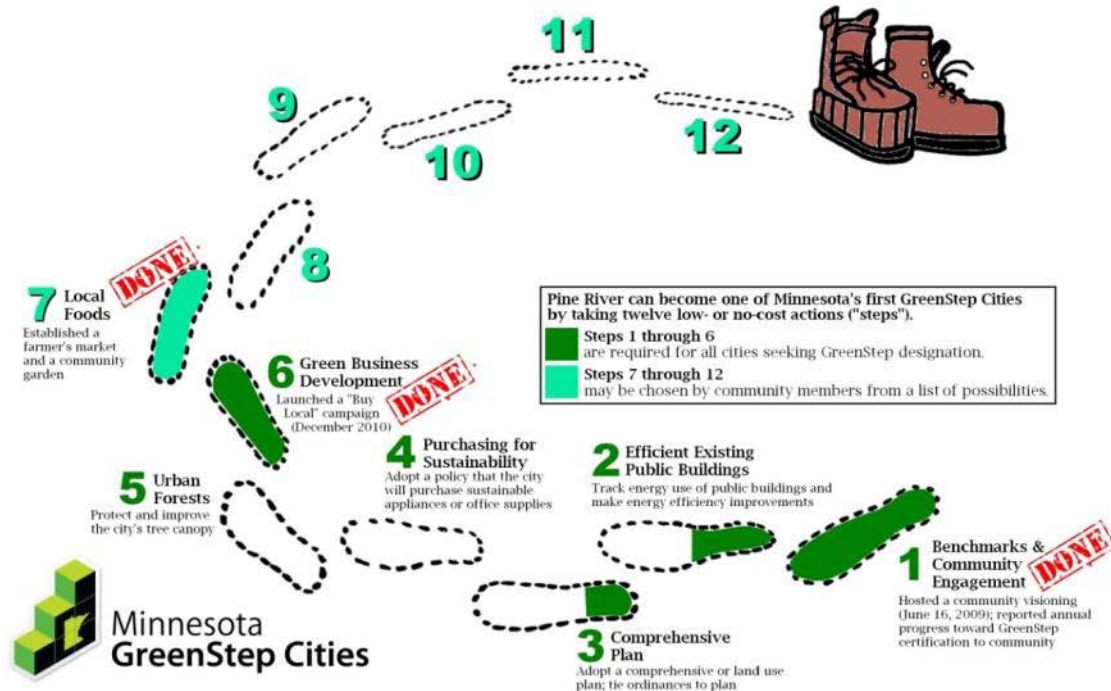 11
9
10
12
8
DONE
7 Local
Foods
Established a
farmer's market
and a community
garden
Pine River can become one of Minnesota's first GreenStep Cities
by taking twelve low- or no-cost actions ("steps").
Steps 1 through 6
are required for all cities seeking GreenStep designation.
Steps 7 through 12
may be chosen by community members from a list of possibilities.
6 Green Business
Development
Launched a "Buy
Local" campaign
(December 2010)
DONE
5 Urban
Forests
Protect and improve
the city's tree canopy
4 Purchasing for
Sustainability
Adopt a policy that the city
will purchase sustainable
appliances or office supplies
2 Efficient Existing
Public Buildings
Track energy use of public buildings and
make energy efficiency improvements
1 Benchmarks &
Community
Engagement
DONE
Hosted a community visioning
(June 16, 2009); reported annual
progress toward GreenStep
certification to community
3 Comprehensive
Plan
Adopt a comprehensive or land use
plan; tie ordinances to plan
Minnesota
GreenStep Cities